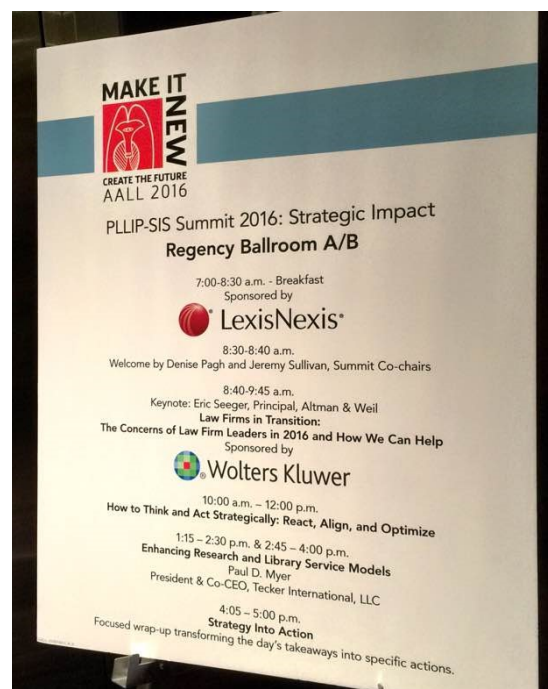 MAKE IT NEW
CREATE THE FUTURE
AALL 2016
PLLIP-SIS Summit 2016: Strategic Impact
Regency Ballroom A/B
7:00-8:30 a.m. - Breakfast
Sponsored by
LexisNexis®
8:30-8:40 a.m.
Welcome by Denise Pagh and Jeremy Sullivan, Summit Co-chairs
8:40-9:45 a.m.
Keynote: Eric Seeger, Principal, Altman & Weil
Law Firms in Transition:
The Concerns of Law Firm Leaders in 2016 and How We Can Help
Sponsored by
® Wolters Kluwer
10:00 a.m. – 12:00 p.m.
How to Think and Act Strategically: React, Align, and Optimize
1:15 – 2:30 p.m. & 2:45 – 4:00 p.m.
Enhancing Research and Library Service Models
Paul D. Myer
President & Co-CEO, Tecker International, LLC
4:05 – 5:00 p.m.
Strategy Into Action
Focused wrap-up transforming the day's takeaways into specific actions.